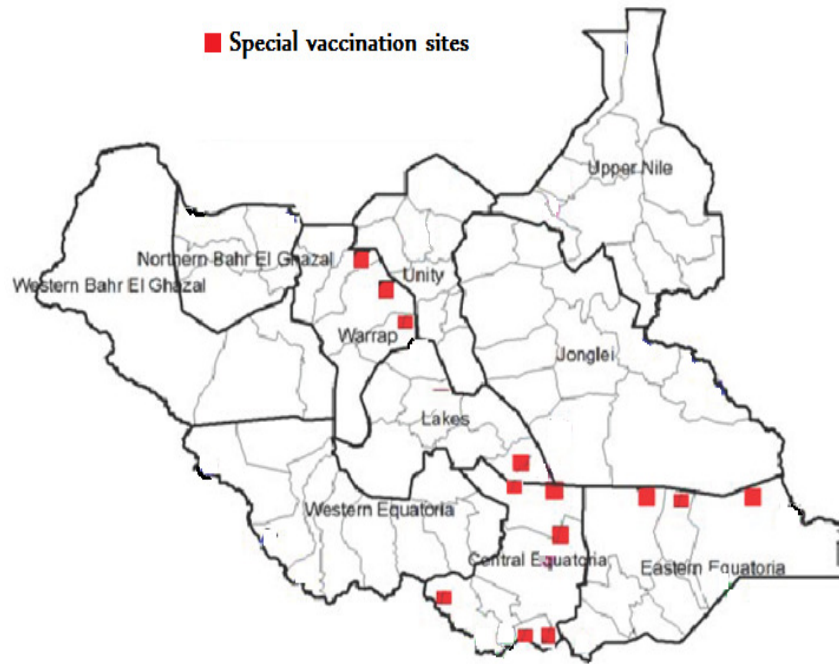 Special vaccination sites
Upper Nile
Northern Bahr El Ghazal
Unity
Western Bahr El Ghazal
Warrap
Jonglei
Lakes
Western Equatoria
Central Equatoria
Eastern Equatoria